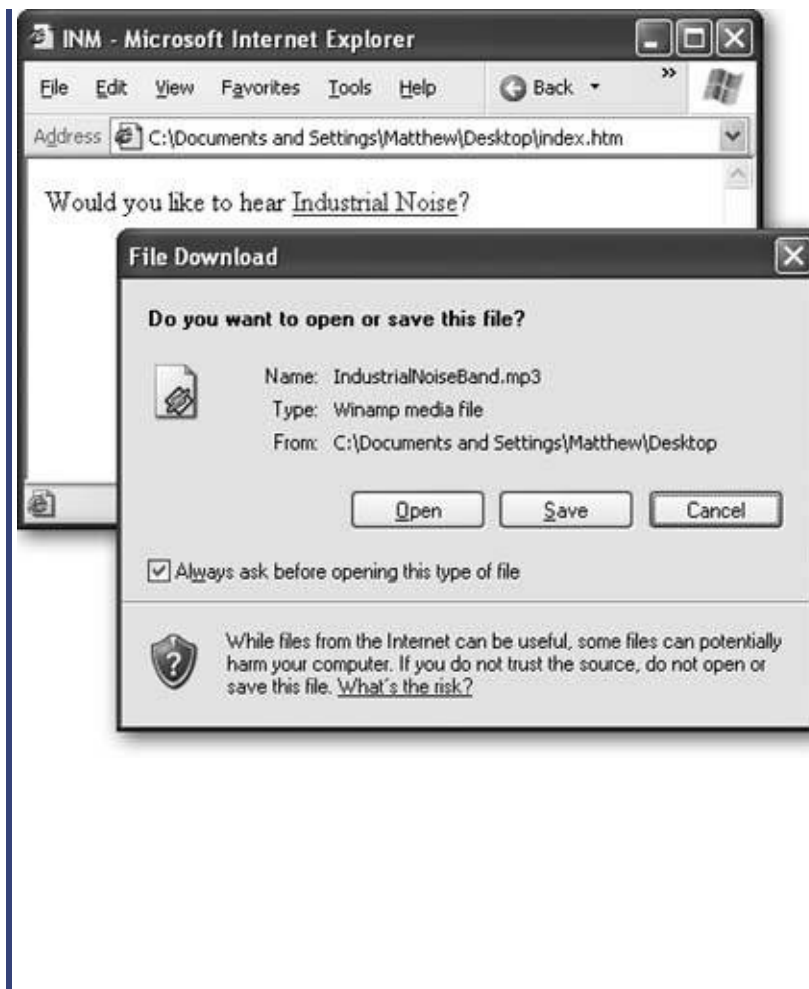 INM - Microsoft Internet Explorer
File Edit View Favorites Tools Help Back »
Address C:\Documents and Settings\Matthew\Desktop\index.htm
Would you like to hear Industrial Noise?
File Download
Do you want to open or save this file?
Name: IndustrialNoiseBand.mp3
Type: Winamp media file
From: C:\Documents and Settings\Matthew\Desktop
Open Save Cancel
Always ask before opening this type of file
While files from the Internet can be useful, some files can potentially
harm your computer. If you do not trust the source, do not open or
save this file. What's the risk?